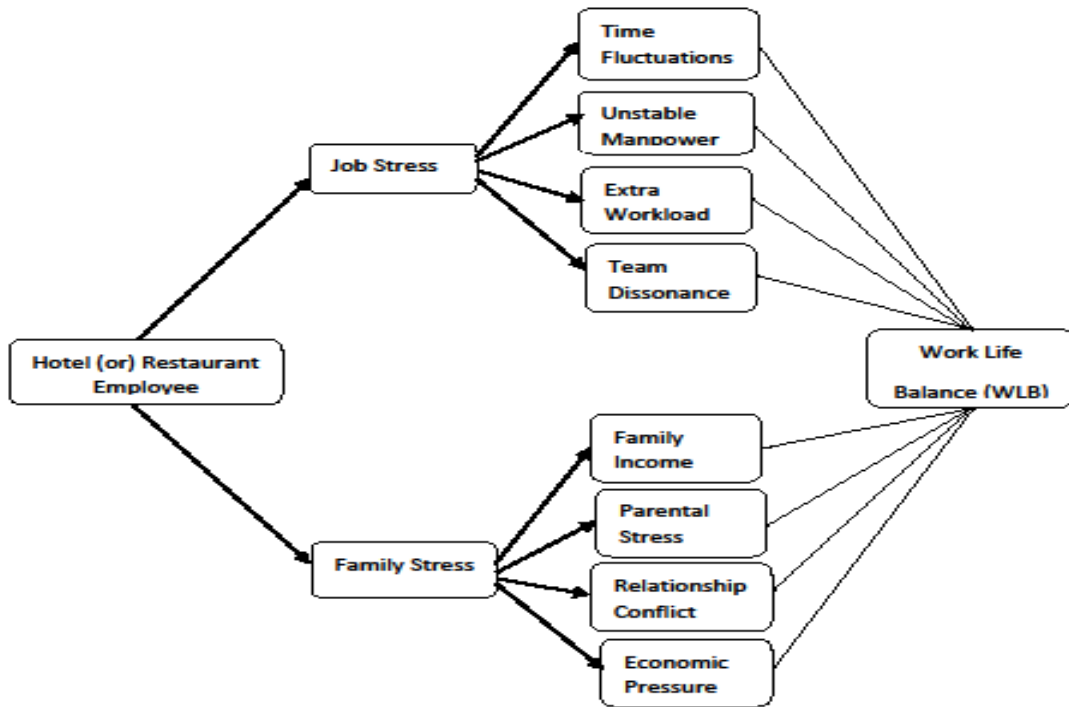 Time
Fluctuations
Unstable
Manpower
Job Stress
Extra
Workload
Team
Dissonance
Hotel (or) Restaurant
Employee
Work Life
Balance (WLB)
Family
Income
Parental
Stress
Family Stress
Relationship
Conflict
Economic
Pressure